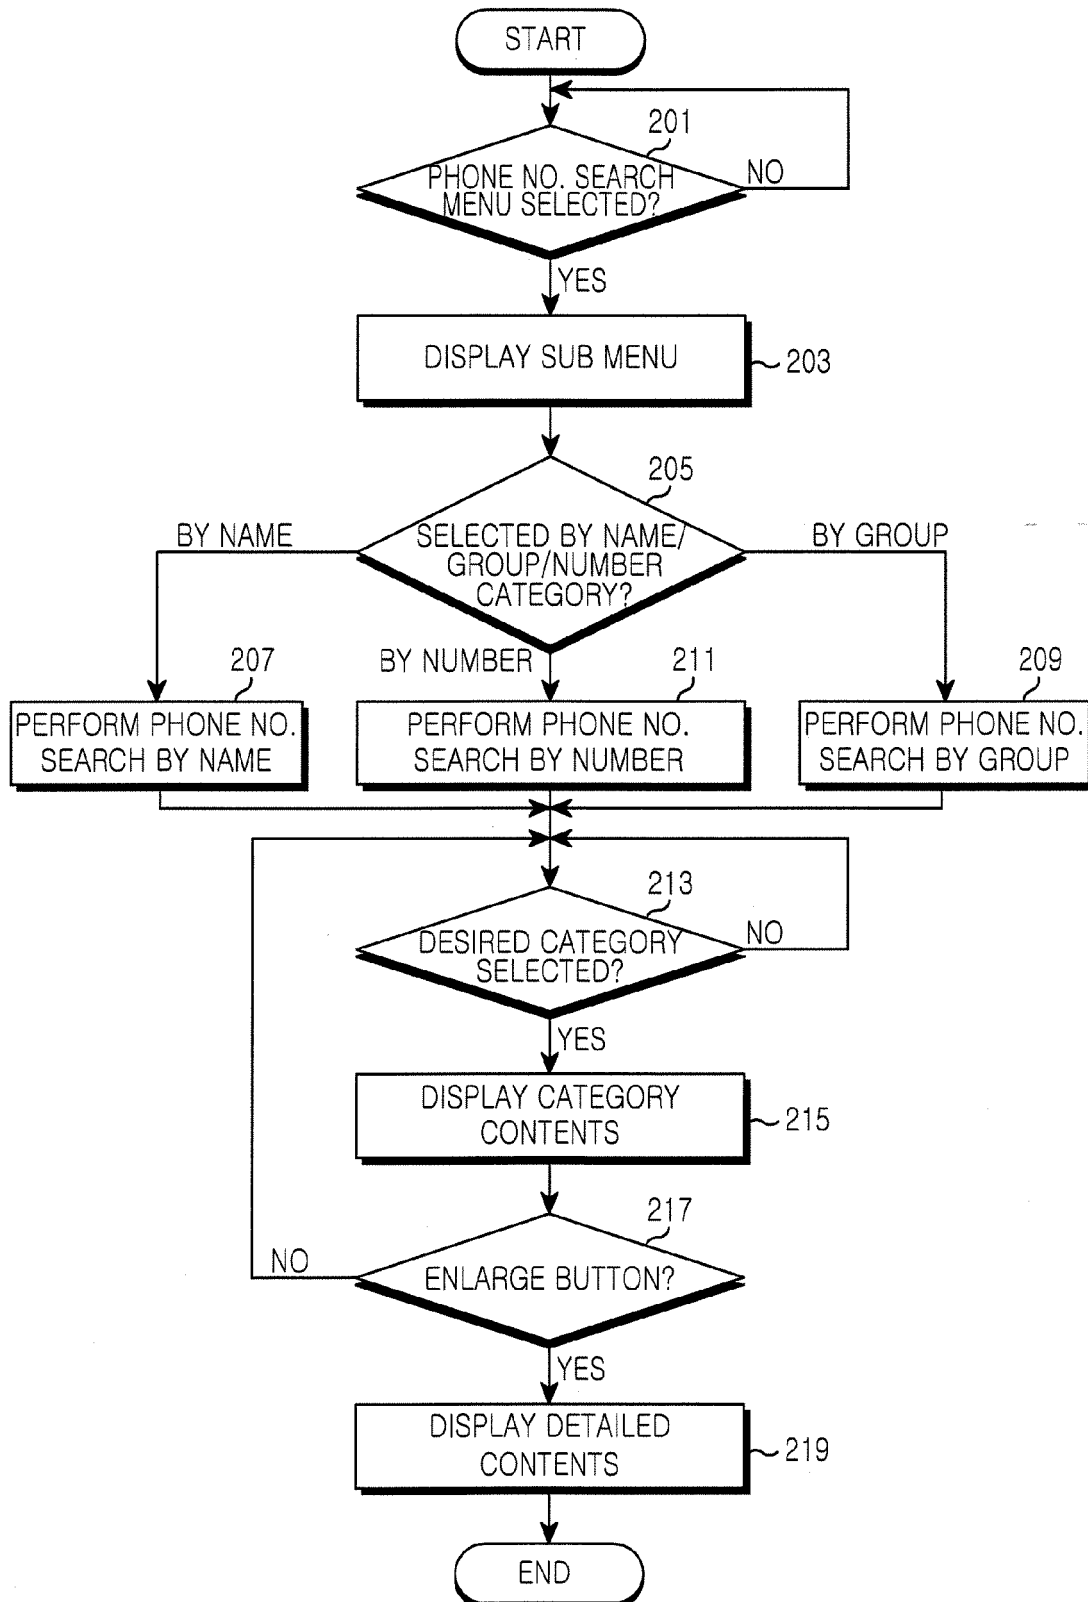 START
201
PHONE NO. SEARCH
MENU SELECTED?
NO
YES
DISPLAY SUB MENU
203
205
BY NAME
SELECTED BY NAME/
GROUP/NUMBER
CATEGORY?
BY GROUP
BY NUMBER
207
PERFORM PHONE NO.
SEARCH BY NAME
211
PERFORM PHONE NO.
SEARCH BY NUMBER
209
PERFORM PHONE NO.
SEARCH BY GROUP
213
DESIRED CATEGORY
SELECTED?
NO
YES
DISPLAY CATEGORY
CONTENTS
215
217
NO
ENLARGE BUTTON?
YES
DISPLAY DETAILED
CONTENTS
219
END